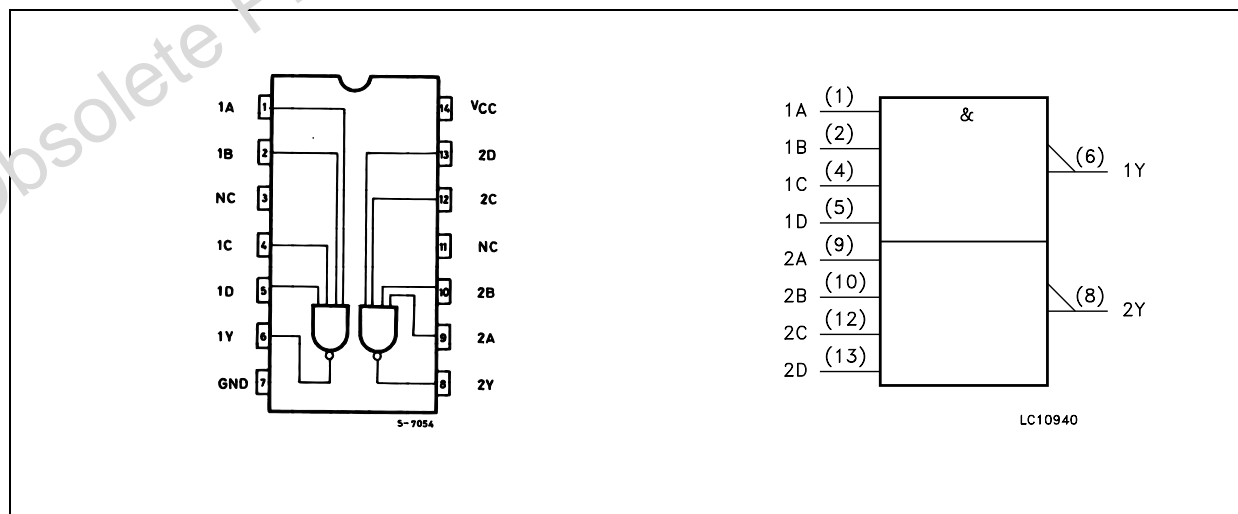 Obsolete
1A 1 14 VCC
1B 2 13 2D
NC 3 12 2C
1C 4 11 NC
1D 5 10 2B
1Y 6 9 2A
GND 7 8 2Y
S-7054
&
1A (1)
1B (2)
1C (4)
1D (5)
2A (9)
2B (10)
2C (12)
2D (13)
(6) 1Y
(8) 2Y
LC10940